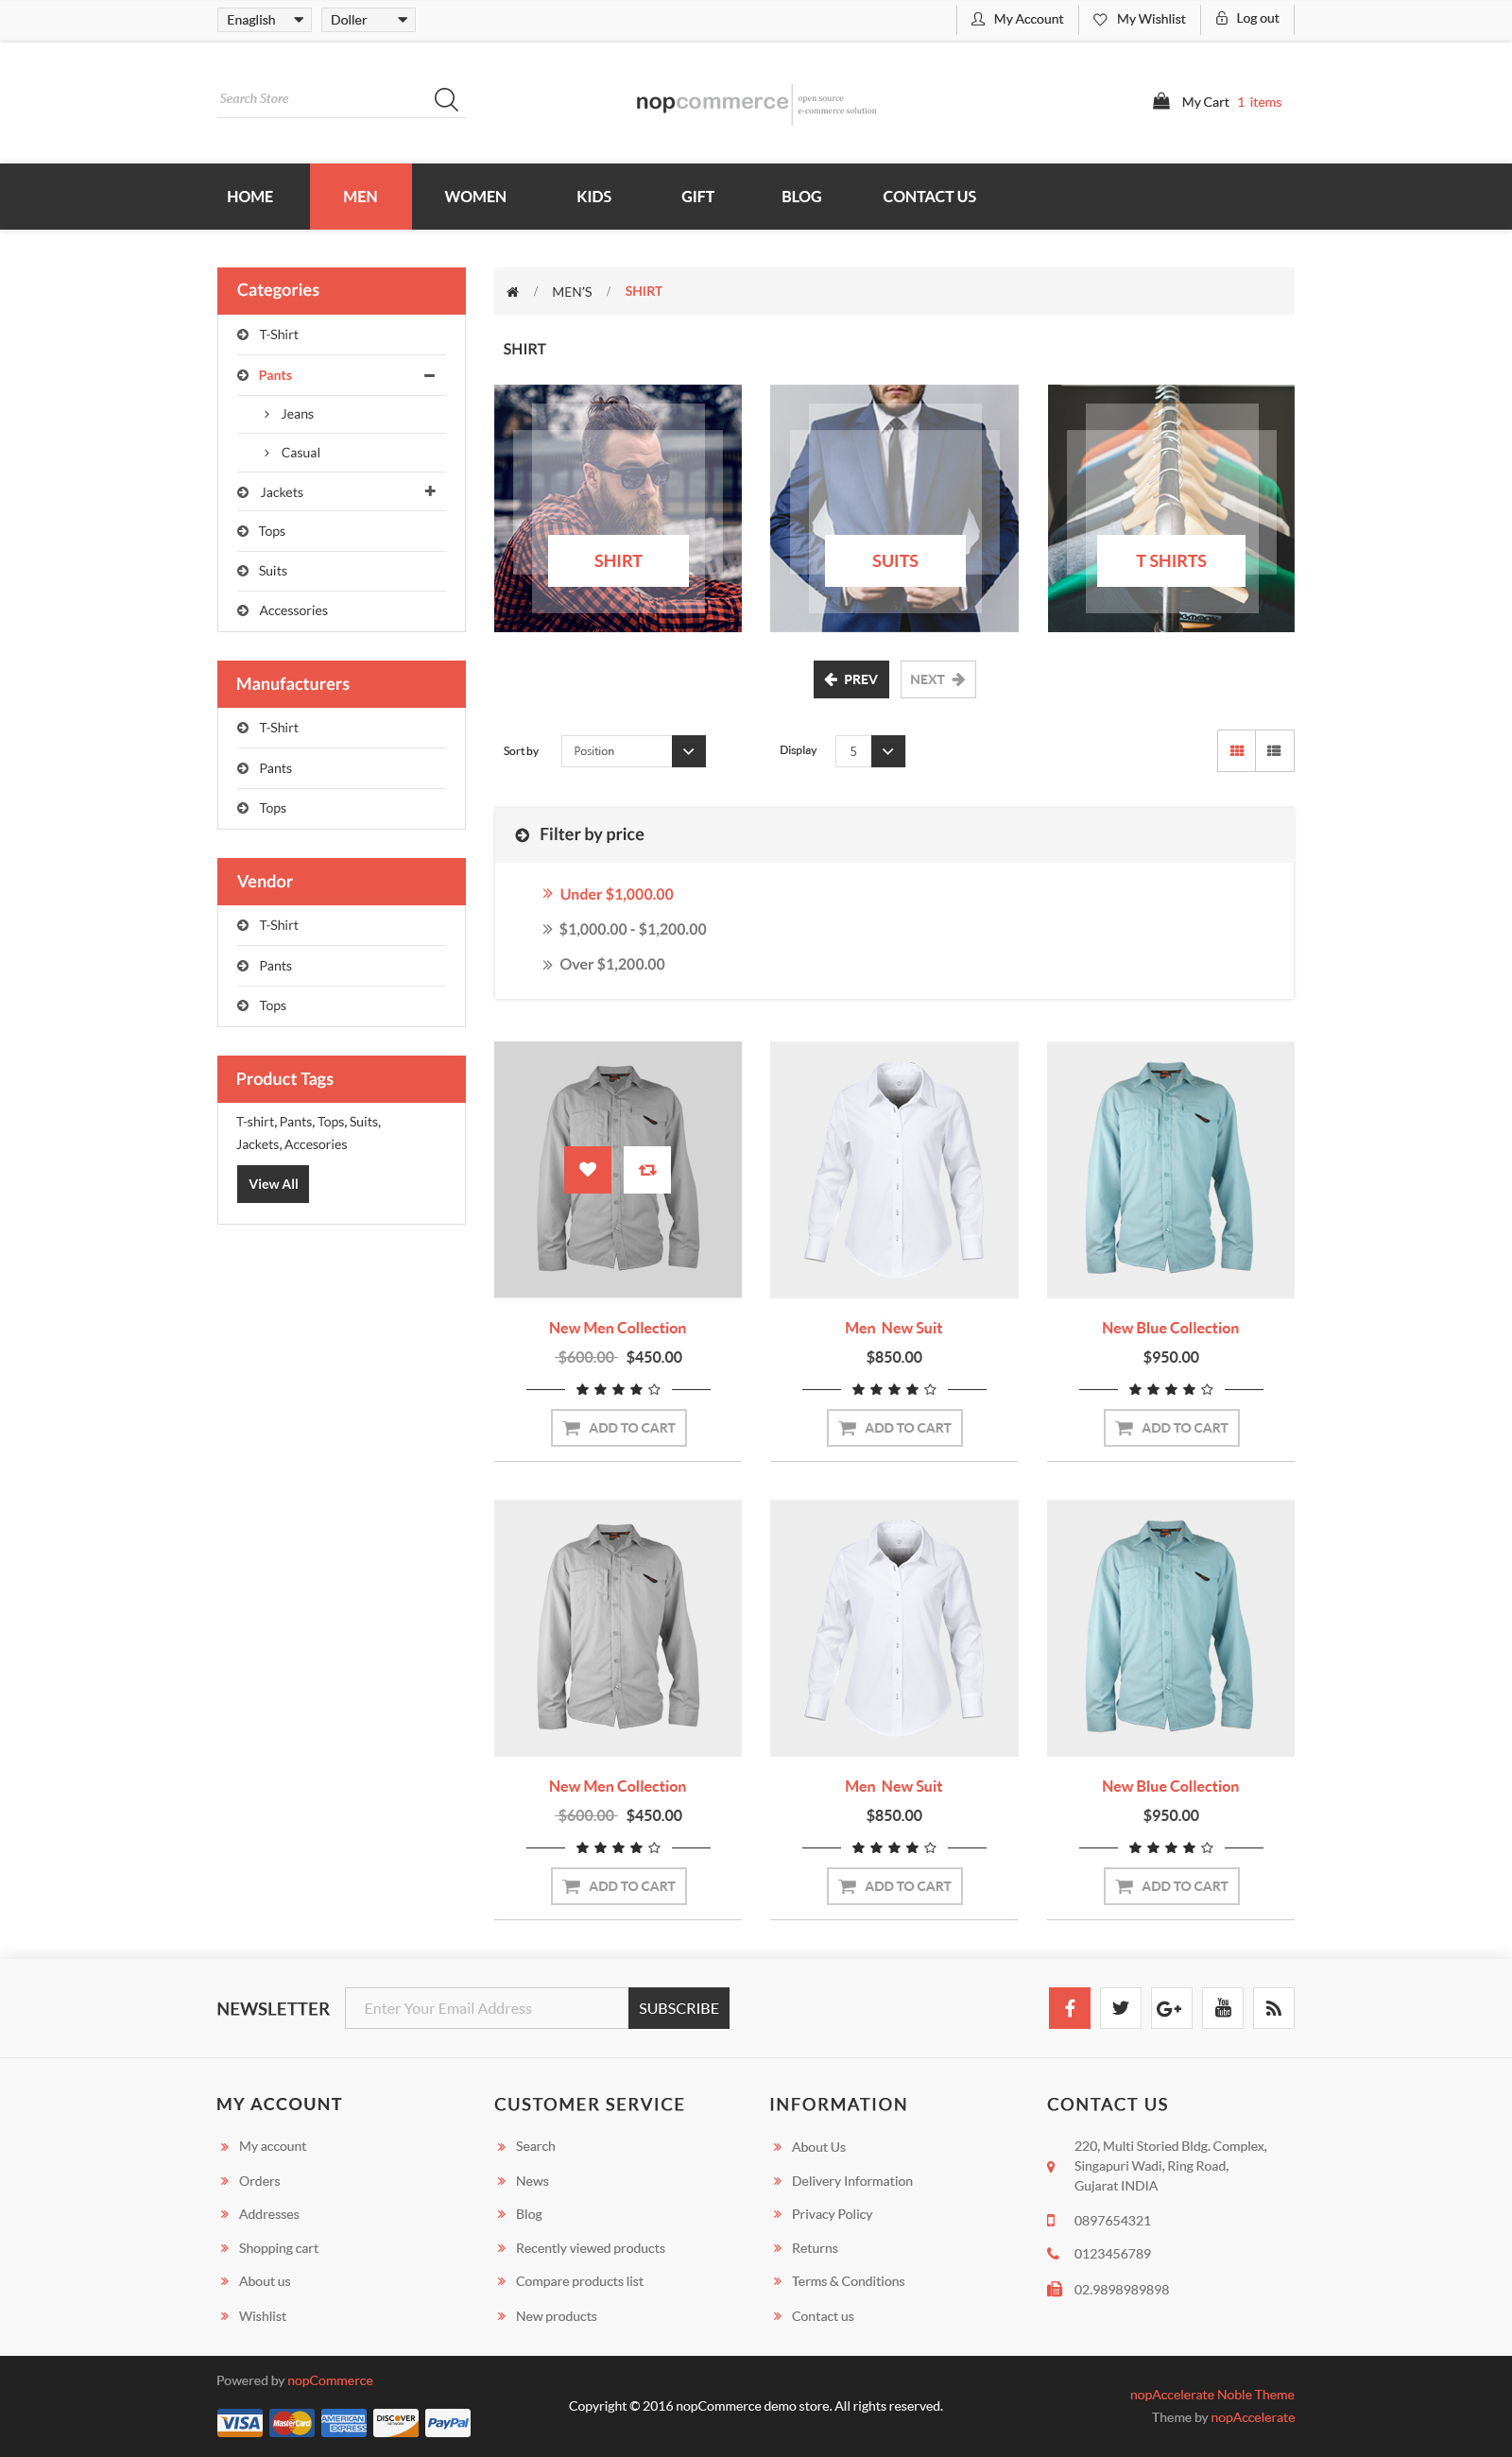 Enaglish Doller My Account My Wishlist Log out
Search Store
nopcommerce open source
e-commerce solution
My Cart 1 items
HOME MEN WOMEN KIDS GIFT BLOG CONTACT US
Categories
T-Shirt
Pants
Jeans
Casual
Jackets
Tops
Suits
Accessories
Manufacturers
T-Shirt
Pants
Tops
Vendor
T-Shirt
Pants
Tops
Product Tags
T-shirt, Pants, Tops, Suits,
Jackets, Accesories
View All
/ MEN'S / SHIRT
SHIRT
SHIRT SUITS T SHIRTS
PREV NEXT
Sort by Position Display 5
Filter by price
Under $1,000.00
$1,000.00 - $1,200.00
Over $1,200.00
New Men Collection Men New Suit New Blue Collection
$600.00 $450.00 $850.00 $950.00
ADD TO CART ADD TO CART ADD TO CART
New Men Collection Men New Suit New Blue Collection
$600.00 $450.00 $850.00 $950.00
ADD TO CART ADD TO CART ADD TO CART
NEWSLETTER Enter Your Email Address SUBSCRIBE f G+ You Tube
MY ACCOUNT
My account
Orders
Addresses
Shopping cart
About us
Wishlist
CUSTOMER SERVICE
Search
News
Blog
Recently viewed products
Compare products list
New products
INFORMATION
About Us
Delivery Information
Privacy Policy
Returns
Terms & Conditions
Contact us
CONTACT US
220, Multi Storied Bldg. Complex,
Singapuri Wadi, Ring Road,
Gujarat INDIA
0897654321
0123456789
02.9898989898
Powered by nopCommerce
VISA MasterCard AMERICAN EXPRESS DISCOVER NETWORK PayPal
Copyright © 2016 nopCommerce demo store. All rights reserved.
nopAccelerate Noble Theme
Theme by nopAccelerate